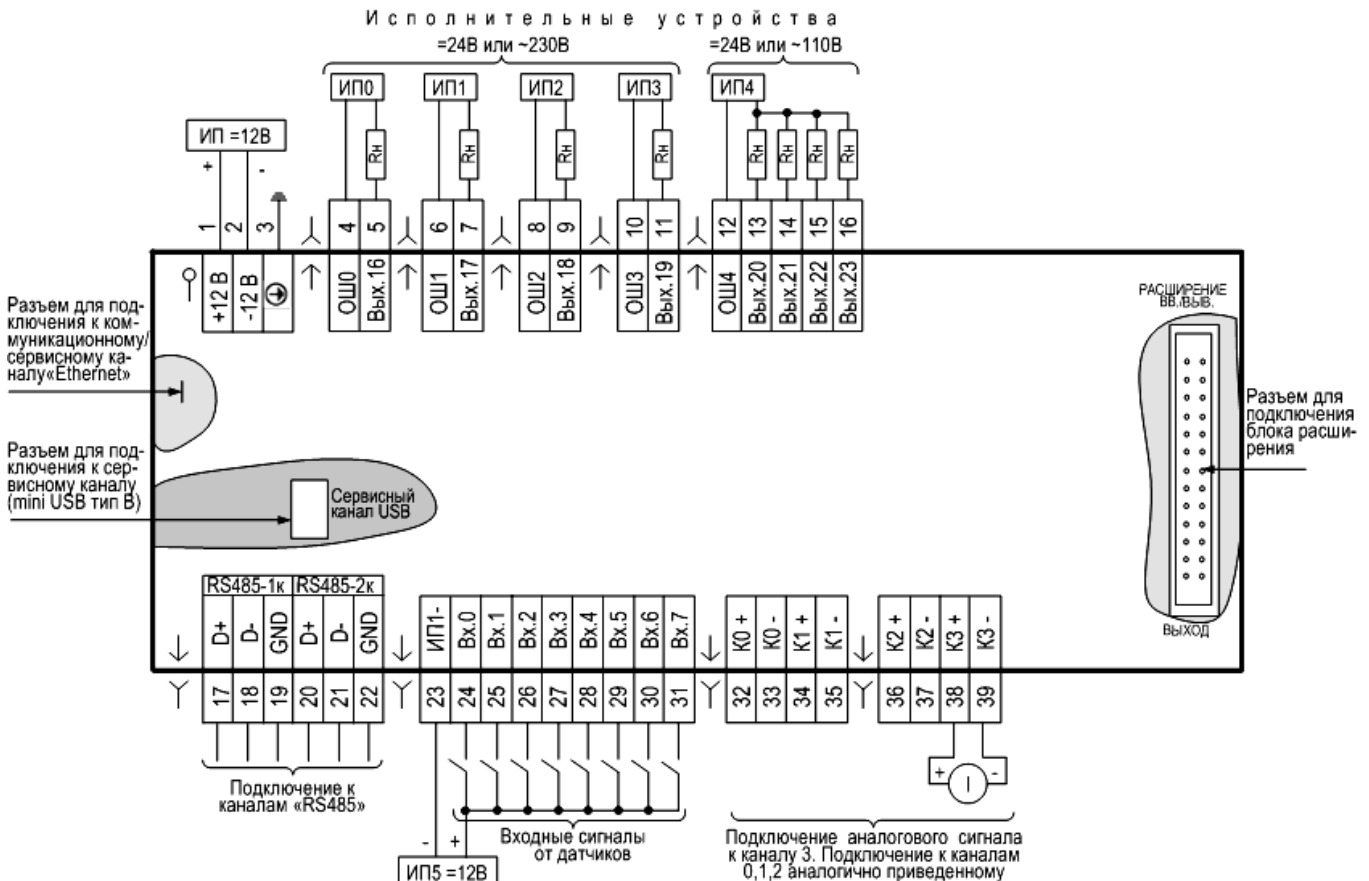 Исполнительные устройства
=24В или ~230В
=24В или ~110В
ИП0
ИП1
ИП2
ИП3
ИП4
ИП =12В
+
-
Rн
Rн
Rн
Rн
Rн
Rн
Rн
Rн
1
2
3
4
5
6
7
8
9
10
11
12
13
14
15
16
+12 В
-12 В
ОШ0
Вых.16
ОШ1
Вых.17
ОШ2
Вых.18
ОШ3
Вых.19
ОШ4
Вых.20
Вых.21
Вых.22
Вых.23
РАСШИРЕНИЕ
ВВ./ВЫВ.
Разъем для под-
ключения к ком-
муникационному/
сервисному ка-
налу«Ethernet»
Разъем для
подключения
блока расши-
рения
Разъем для под-
ключения к сер-
висному каналу
(mini USB тип В)
Сервисный
канал USB
ВЫХОД
RS485-1к
RS485-2к
D+
D-
GND
D+
D-
GND
ИП1-
Вх.0
Вх.1
Вх.2
Вх.3
Вх.4
Вх.5
Вх.6
Вх.7
К0 +
К0 -
К1 +
К1 -
К2 +
К2 -
К3 +
К3 -
17
18
19
20
21
22
23
24
25
26
27
28
29
30
31
32
33
34
35
36
37
38
39
+
-
I
Подключение к
каналам «RS485»
-
+
Входные сигналы
от датчиков
ИП5 =12В
Подключение аналогового сигнала
к каналу 3. Подключение к каналам
0,1,2 аналогично приведенному